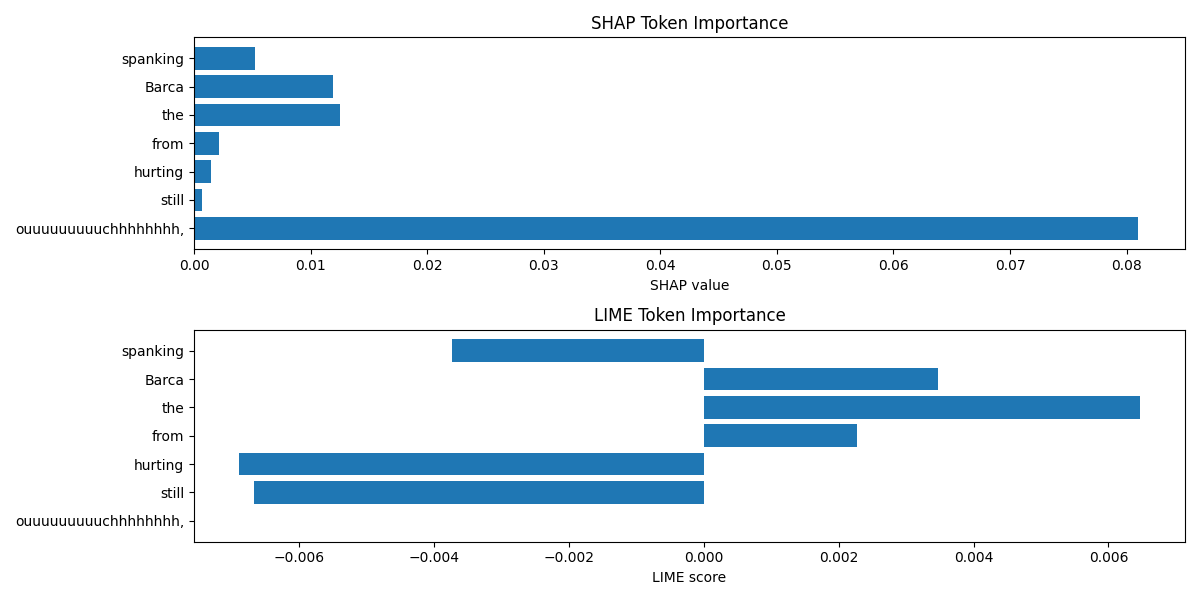 SHAP Token Importance
spanking
Barca
the
from
hurting
still
ouuuuuuuuuchhhhhhhh,
0.00 0.01 0.02 0.03 0.04 0.05 0.06 0.07 0.08
SHAP value
LIME Token Importance
spanking
Barca
the
from
hurting
still
ouuuuuuuuuchhhhhhhh,
−0.006 −0.004 −0.002 0.000 0.002 0.004 0.006
LIME score